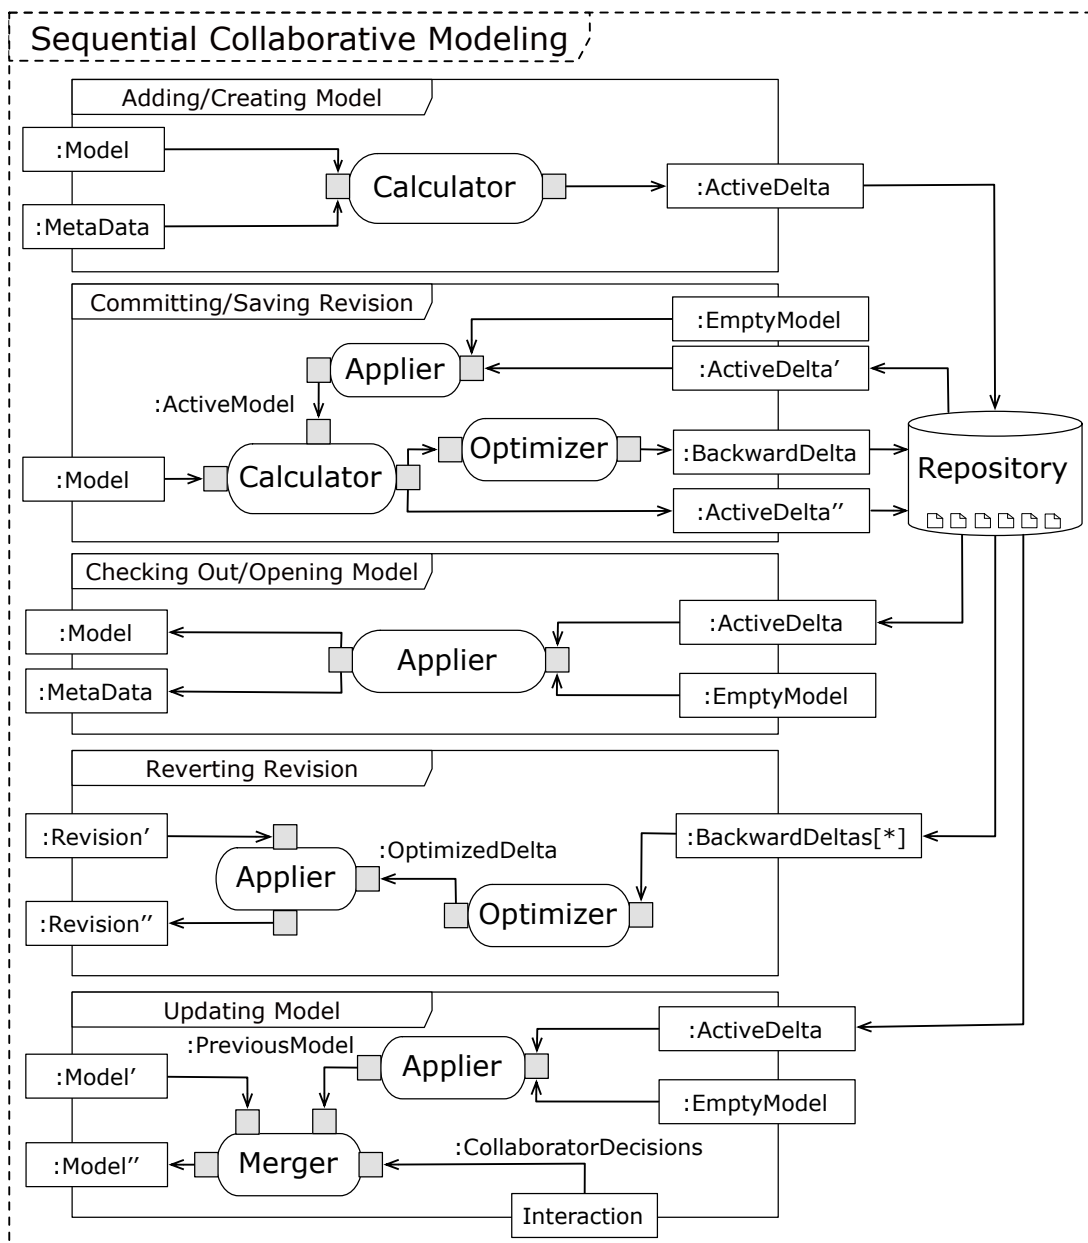 Sequential Collaborative Modeling
Adding/Creating Model
:Model
Calculator
:ActiveDelta
:MetaData
Committing/Saving Revision
:EmptyModel
Applier
:ActiveDelta’
:ActiveModel
Optimizer
:BackwardDelta
:Model
Calculator
:ActiveDelta’’
Repository
Checking Out/Opening Model
:Model
:ActiveDelta
Applier
:MetaData
:EmptyModel
Reverting Revision
:Revision’
:BackwardDeltas[*]
:OptimizedDelta
Applier
:Revision’’
Optimizer
Updating Model
:ActiveDelta
:PreviousModel
Applier
:Model’
:EmptyModel
:CollaboratorDecisions
:Model’’
Merger
Interaction